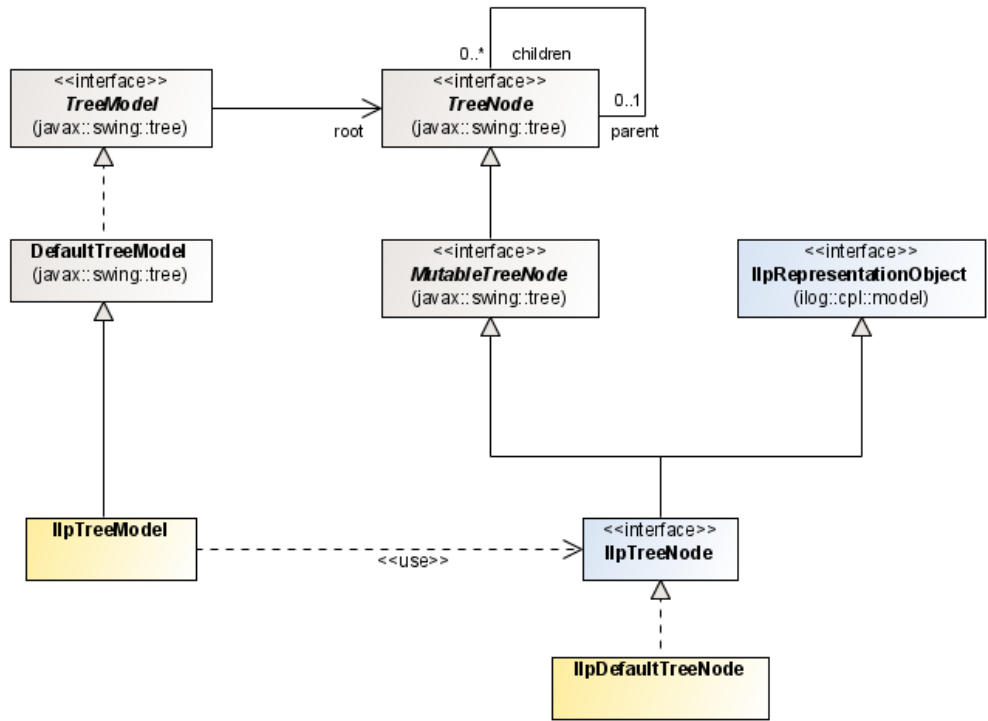 0..* children
<<interface>>
TreeModel
(javax::swing::tree)
root
<<interface>>
TreeNode
(javax::swing::tree)
0..1
parent
DefaultTreeModel
(javax::swing::tree)
<<interface>>
MutableTreeNode
(javax::swing::tree)
<<interface>>
IlpRepresentationObject
(ilog::cpl::model)
IlpTreeModel
<<use>>
<<interface>>
IlpTreeNode
IlpDefaultTreeNode